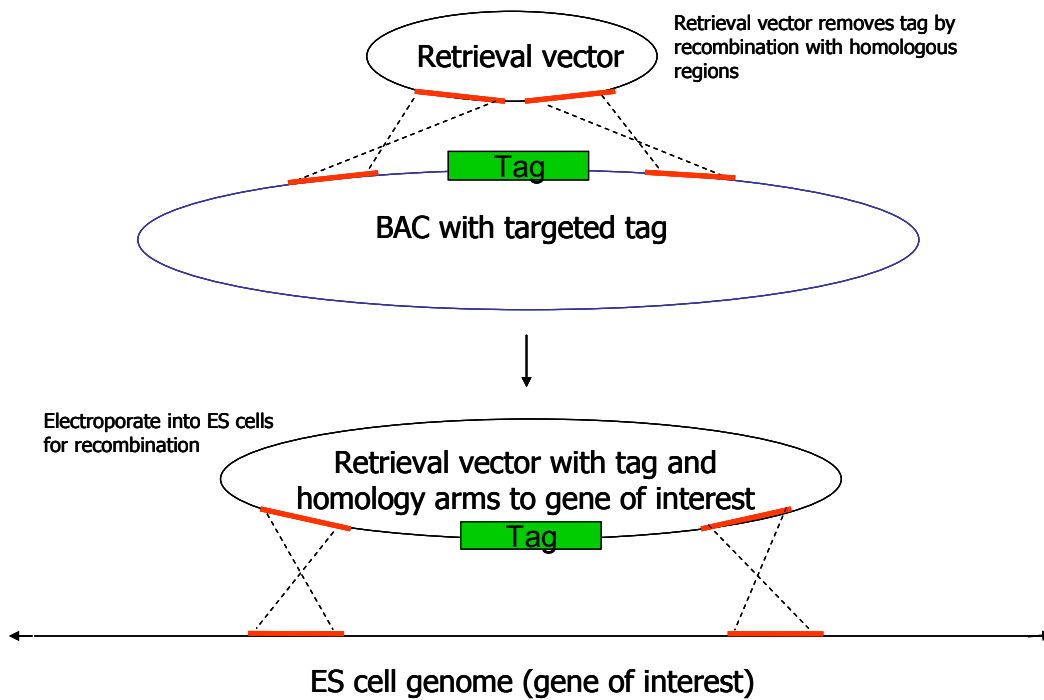 Retrieval vector removes tag by
recombination with homologous
regions
Retrieval vector
Tag
BAC with targeted tag
Electroporate into ES cells
for recombination
Retrieval vector with tag and
homology arms to gene of interest
Tag
ES cell genome (gene of interest)